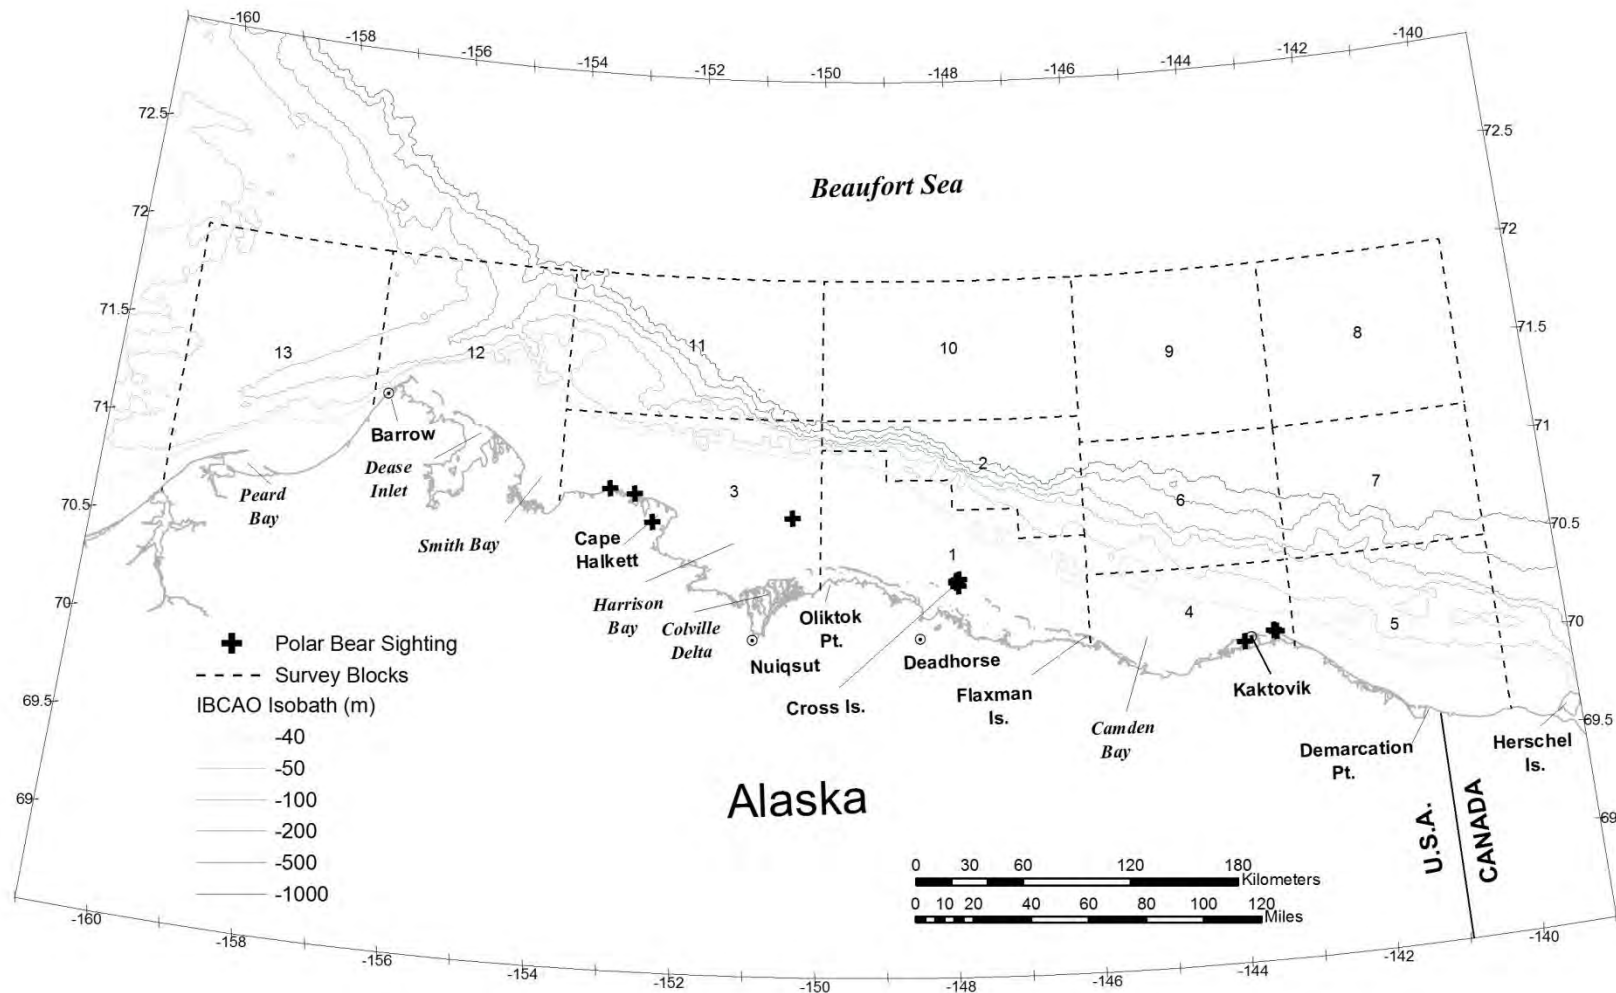 -160
-158
-156
-154
-152
-150
-148
-146
-144
-142
-140
72.5
72.5
72
72
71.5
71.5
71
71
70.5
70.5
70
70
69.5
69.5
69
69
Beaufort Sea
13
12
11
10
9
8
3
2
6
7
1
4
5
Barrow
Peard
Bay
Dease
Inlet
Smith Bay
Cape
Halkett
Harrison
Bay
Colville
Delta
Nuiqsut
Oliktok
Pt.
Cross Is.
Deadhorse
Flaxman
Is.
Camden
Bay
Kaktovik
Demarcation
Pt.
Herschel
Is.
Polar Bear Sighting
Survey Blocks
IBCAO Isobath (m)
-40
-50
-100
-200
-500
-1000
Alaska
U.S.A.
CANADA
0 30 60 120 180
Kilometers
0 10 20 40 60 80 100 120
Miles
-160
-158
-156
-154
-152
-150
-148
-146
-144
-142
-140